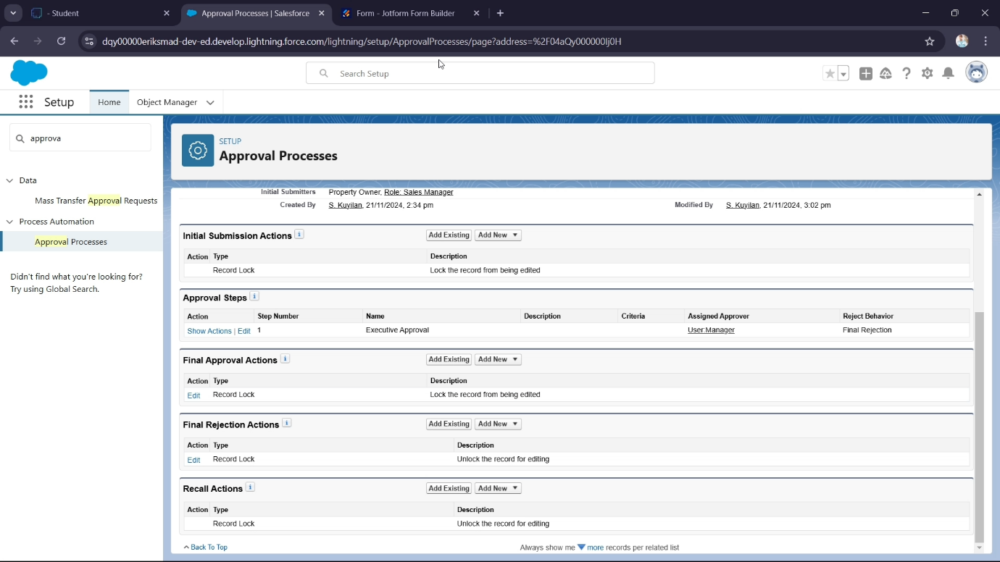 - Student
Approval Processes | Salesforce
Form - Jotform Form Builder
dqy00000eriksmad-dev-ed.develop.lightning.force.com/lightning/setup/ApprovalProcesses/page?address=%2F04aQy000000Ij0H
Search Setup
Setup
Home
Object Manager
approva
Data
Mass Transfer Approval Requests
Process Automation
Approval Processes
Didn't find what you're looking for?
Try using Global Search.
SETUP
Approval Processes
Initial Submitters Property Owner, Role: Sales Manager
Created By S. Kuyilan, 21/11/2024, 2:34 pm Modified By S. Kuyilan, 21/11/2024, 3:02 pm
Initial Submission Actions i Add Existing Add New
Action Type Description
Record Lock Lock the record from being edited
Approval Steps i
Action Step Number Name Description Criteria Assigned Approver Reject Behavior
Show Actions | Edit 1 Executive Approval User:Manager Final Rejection
Final Approval Actions i Add Existing Add New
Action Type Description
Edit Record Lock Lock the record from being edited
Final Rejection Actions i Add Existing Add New
Action Type Description
Edit Record Lock Unlock the record for editing
Recall Actions i Add Existing Add New
Action Type Description
Record Lock Unlock the record for editing
Back To Top Always show me more records per related list